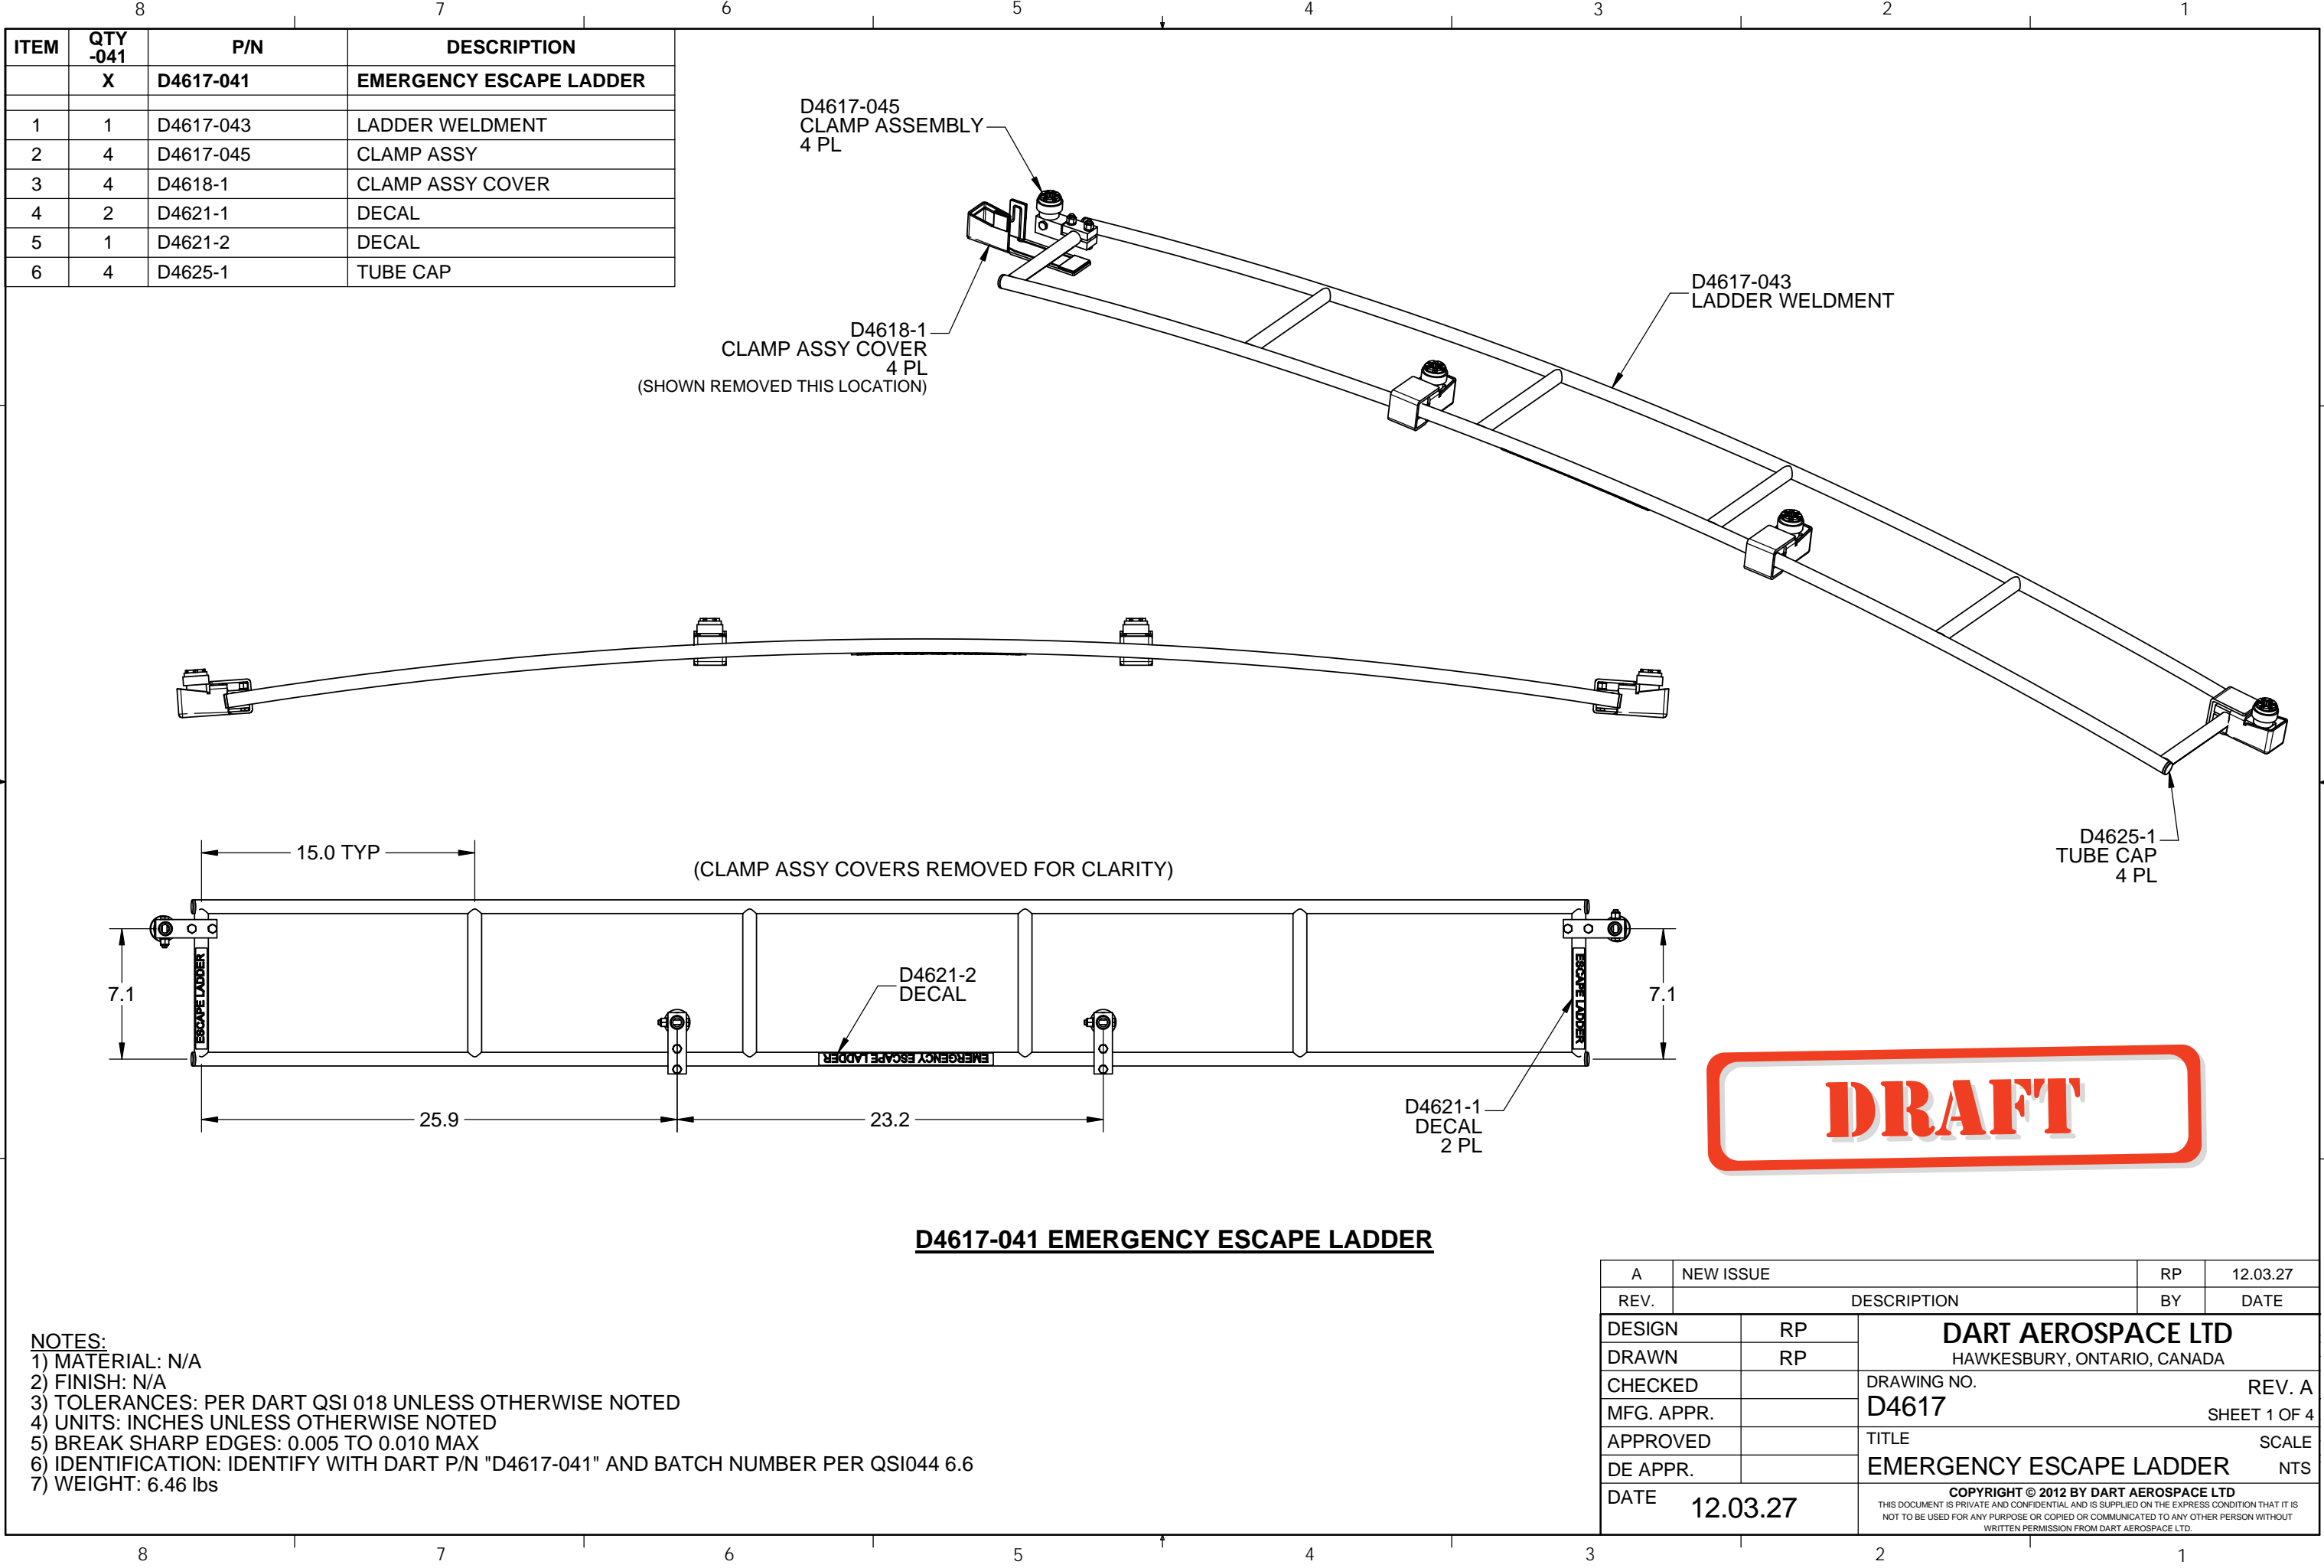 8 7 6 5 4 3 2 1
ITEM QTY -041 P/N DESCRIPTION
X D4617-041 EMERGENCY ESCAPE LADDER
1 1 D4617-043 LADDER WELDMENT
2 4 D4617-045 CLAMP ASSY
3 4 D4618-1 CLAMP ASSY COVER
4 2 D4621-1 DECAL
5 1 D4621-2 DECAL
6 4 D4625-1 TUBE CAP
D4617-045
CLAMP ASSEMBLY
4 PL
D4617-043
LADDER WELDMENT
D4618-1
CLAMP ASSY COVER
4 PL
(SHOWN REMOVED THIS LOCATION)
D4625-1
TUBE CAP
4 PL
15.0 TYP
(CLAMP ASSY COVERS REMOVED FOR CLARITY)
7.1
ESCAPE LADDER
D4621-2
DECAL
EMERGENCY ESCAPE LADDER
ESCAPE LADDER
7.1
25.9
23.2
D4621-1
DECAL
2 PL
DRAFT
D4617-041 EMERGENCY ESCAPE LADDER
NOTES:
1) MATERIAL: N/A
2) FINISH: N/A
3) TOLERANCES: PER DART QSI 018 UNLESS OTHERWISE NOTED
4) UNITS: INCHES UNLESS OTHERWISE NOTED
5) BREAK SHARP EDGES: 0.005 TO 0.010 MAX
6) IDENTIFICATION: IDENTIFY WITH DART P/N "D4617-041" AND BATCH NUMBER PER QSI044 6.6
7) WEIGHT: 6.46 lbs
A NEW ISSUE RP 12.03.27
REV. DESCRIPTION BY DATE
DESIGN RP
DRAWN RP
CHECKED
MFG. APPR.
APPROVED
DE APPR.
DATE 12.03.27
DART AEROSPACE LTD
HAWKESBURY, ONTARIO, CANADA
DRAWING NO. REV. A
D4617 SHEET 1 OF 4
TITLE SCALE
EMERGENCY ESCAPE LADDER NTS
COPYRIGHT © 2012 BY DART AEROSPACE LTD
THIS DOCUMENT IS PRIVATE AND CONFIDENTIAL AND IS SUPPLIED ON THE EXPRESS CONDITION THAT IT IS
NOT TO BE USED FOR ANY PURPOSE OR COPIED OR COMMUNICATED TO ANY OTHER PERSON WITHOUT
WRITTEN PERMISSION FROM DART AEROSPACE LTD.
8 7 6 5 4 3 2 1